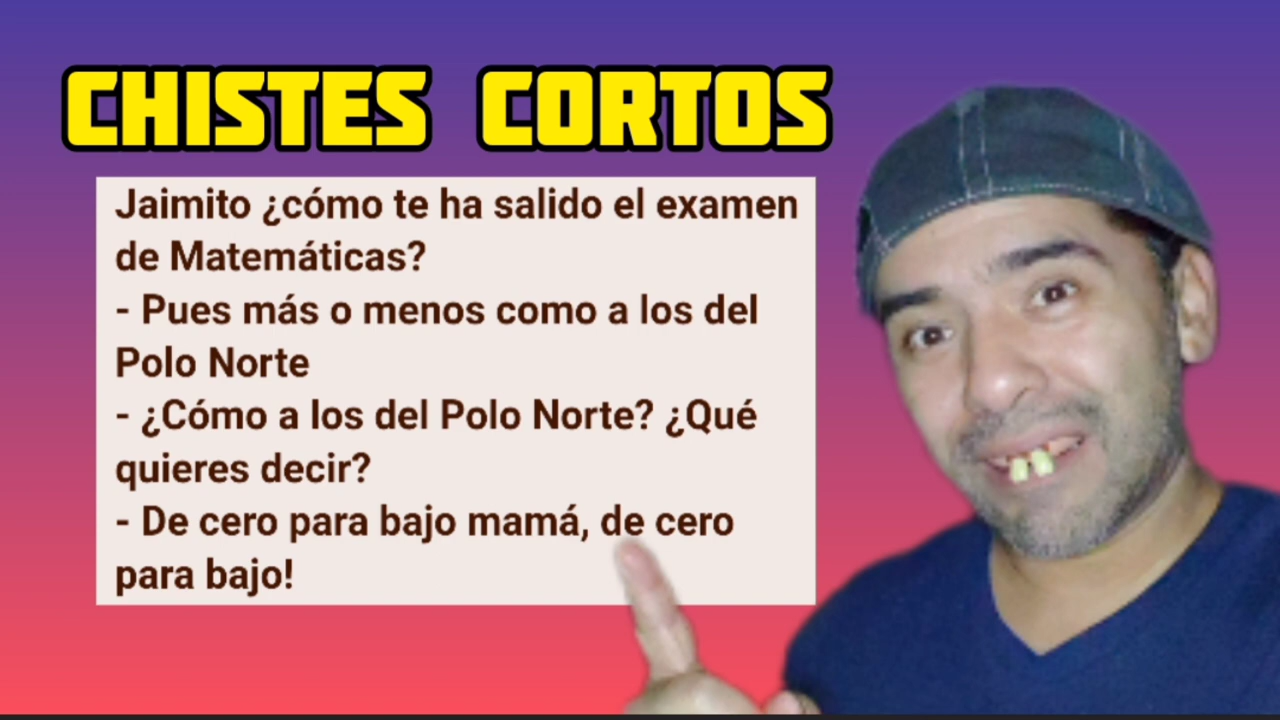 CHISTES CORTOS
Jaimito ¿cómo te ha salido el examen
de Matemáticas?
- Pues más o menos como a los del
Polo Norte
- ¿Cómo a los del Polo Norte? ¿Qué
quieres decir?
- De cero para bajo mamá, de cero
para bajo!